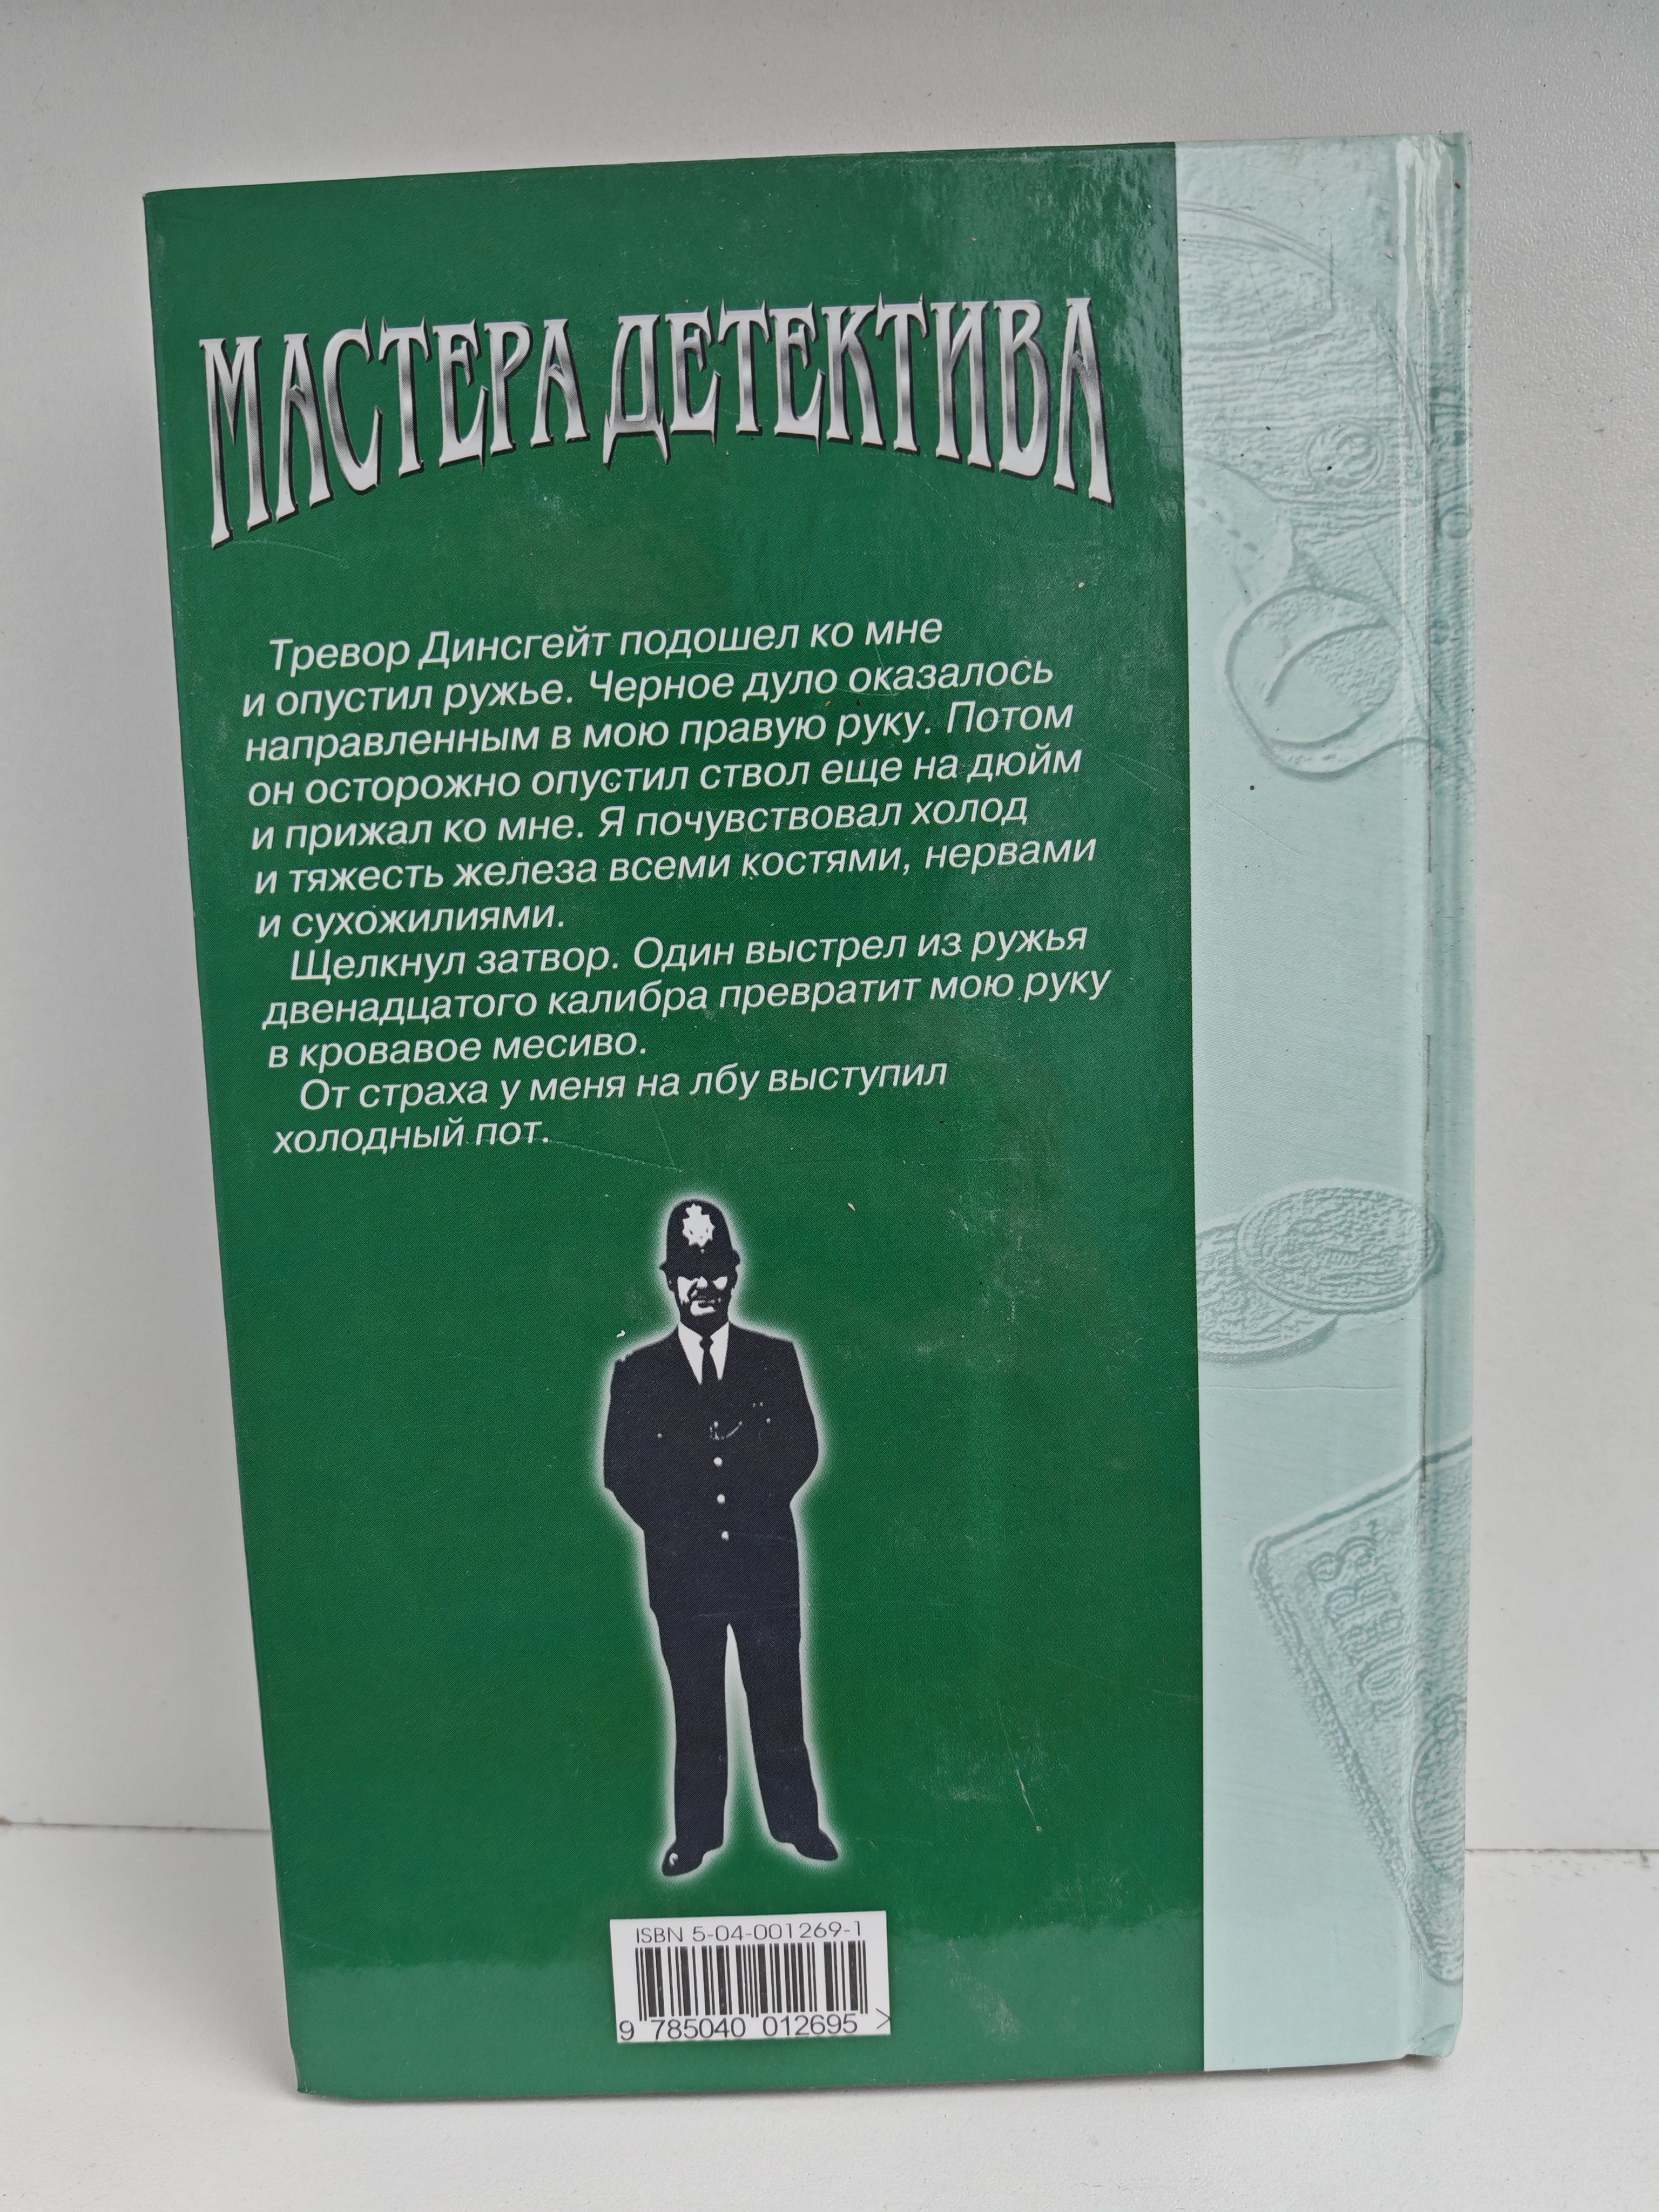 МАСТЕРА ДЕТЕКТИВА
Тревор Динсгейт подошел ко мне
и опустил ружье. Черное дуло оказалось
направленным в мою правую руку. Потом
он осторожно опустил ствол еще на дюйм
и прижал ко мне. Я почувствовал холод
и тяжесть железа всеми костями, нервами
и сухожилиями.
Щелкнул затвор. Один выстрел из ружья
двенадцатого калибра превратит мою руку
в кровавое месиво.
От страха у меня на лбу выступил
холодный пот.
ISBN 5-04-001269-1
9 785040 012695 >